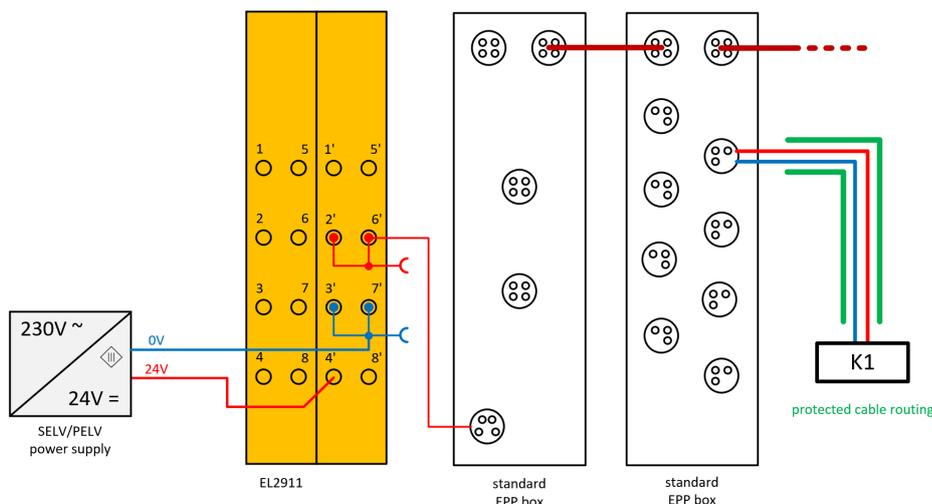 1
5
1'
5'
2
6
2'
6'
3
7
3'
7'
4
8
4'
8'
230V ~
24V =
0V
24V
SELV/PELV
power supply
EL2911
standard
EPP box
standard
EPP box
K1
protected cable routing